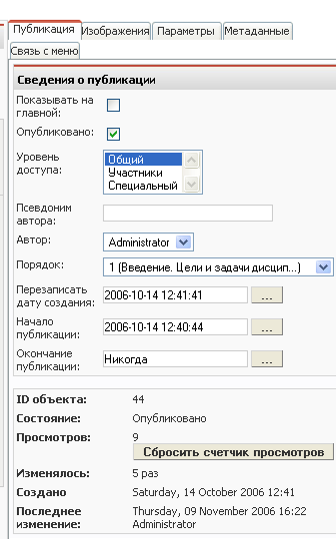 Публикация Изображения Параметры Метаданные
Связь с меню
Сведения о публикации
Показывать на
главной:
Опубликовано:
Уровень
доступа:
Общий
Участники
Специальный
Псевдоним
автора:
Автор: Administrator
Порядок: 1 (Введение. Цели и задачи дисцип...)
Перезаписать
дату создания: 2006-10-14 12:41:41 ...
Начало
публикации: 2006-10-14 12:40:44 ...
Окончание
публикации: Никогда ...
ID объекта: 44
Состояние: Опубликовано
Просмотров: 9
Сбросить счетчик просмотров
Изменялось: 5 раз
Создано Saturday, 14 October 2006 12:41
Последнее Thursday, 09 November 2006 16:22
изменение: Administrator